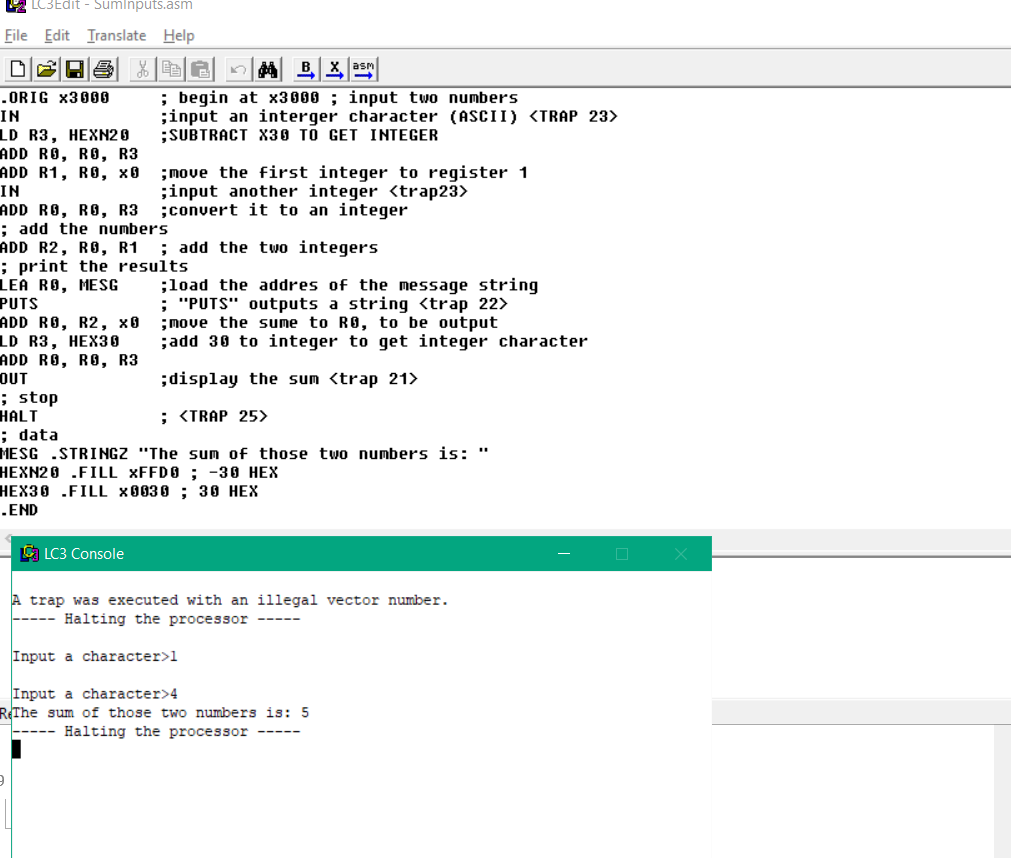 LC3Edit - SumInputs.asm
File Edit Translate Help
B X asm
.ORIG x3000 ; begin at x3000 ; input two numbers
IN ;input an interger character (ASCII) <TRAP 23>
LD R3, HEXN20 ;SUBTRACT X30 TO GET INTEGER
ADD R0, R0, R3
ADD R1, R0, x0 ;move the first integer to register 1
IN ;input another integer <trap23>
ADD R0, R0, R3 ;convert it to an integer
; add the numbers
ADD R2, R0, R1 ; add the two integers
; print the results
LEA R0, MESG ;load the addres of the message string
PUTS ; "PUTS" outputs a string <trap 22>
ADD R0, R2, x0 ;move the sume to R0, to be output
LD R3, HEX30 ;add 30 to integer to get integer character
ADD R0, R0, R3
OUT ;display the sum <trap 21>
; stop
HALT ; <TRAP 25>
; data
MESG .STRINGZ "The sum of those two numbers is: "
HEXN20 .FILL xFFD0 ; -30 HEX
HEX30 .FILL x0030 ; 30 HEX
.END
LC3 Console
A trap was executed with an illegal vector number.
----- Halting the processor -----
Input a character>1
Input a character>4
The sum of those two numbers is: 5
----- Halting the processor -----